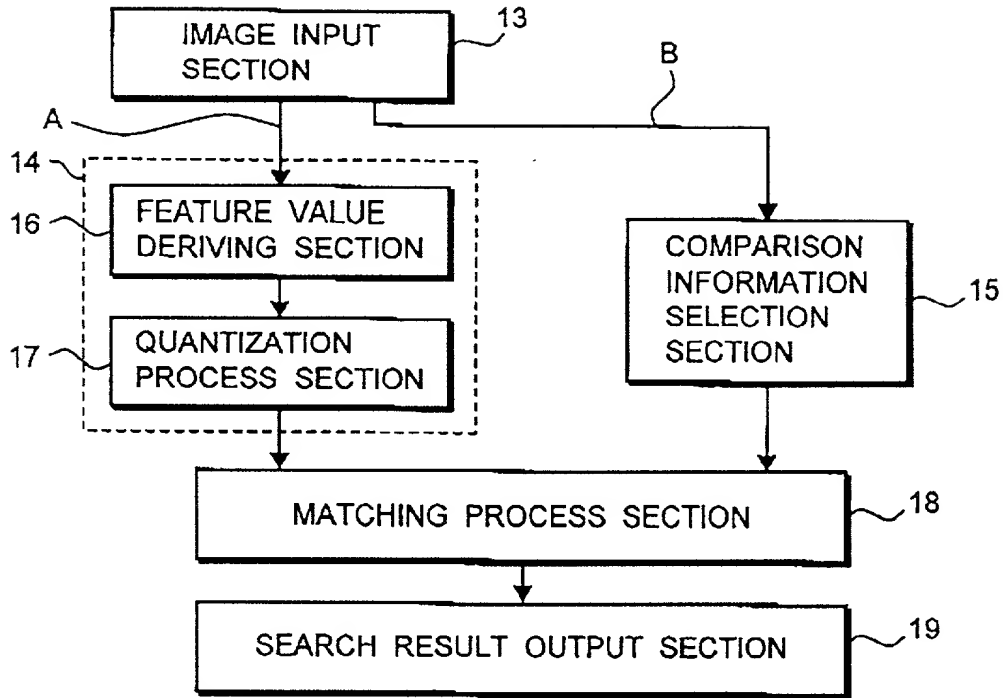 IMAGE INPUT
SECTION
13
A
B
14
16
FEATURE VALUE
DERIVING SECTION
17
QUANTIZATION
PROCESS SECTION
COMPARISON
INFORMATION
SELECTION
SECTION
15
MATCHING PROCESS SECTION
18
SEARCH RESULT OUTPUT SECTION
19